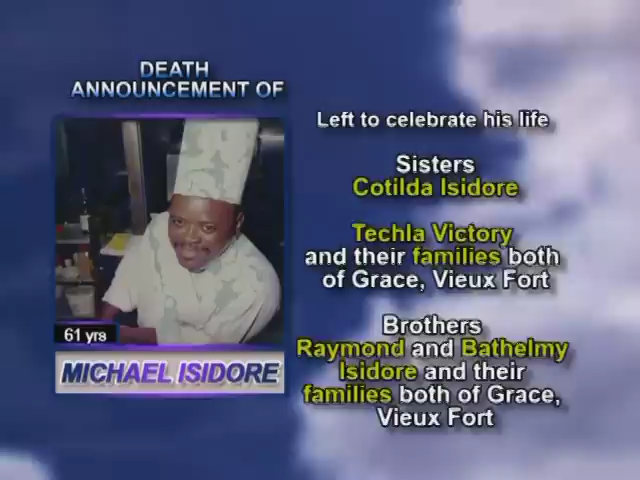 DEATH
ANNOUNCEMENT OF
61 yrs
MICHAEL ISIDORE
Left to celebrate his life
Sisters
Cotilda Isidore
Techla Victory
and their families both
of Grace, Vieux Fort
Brothers
Raymond and Bathelmy
Isidore and their
families both of Grace,
Vieux Fort